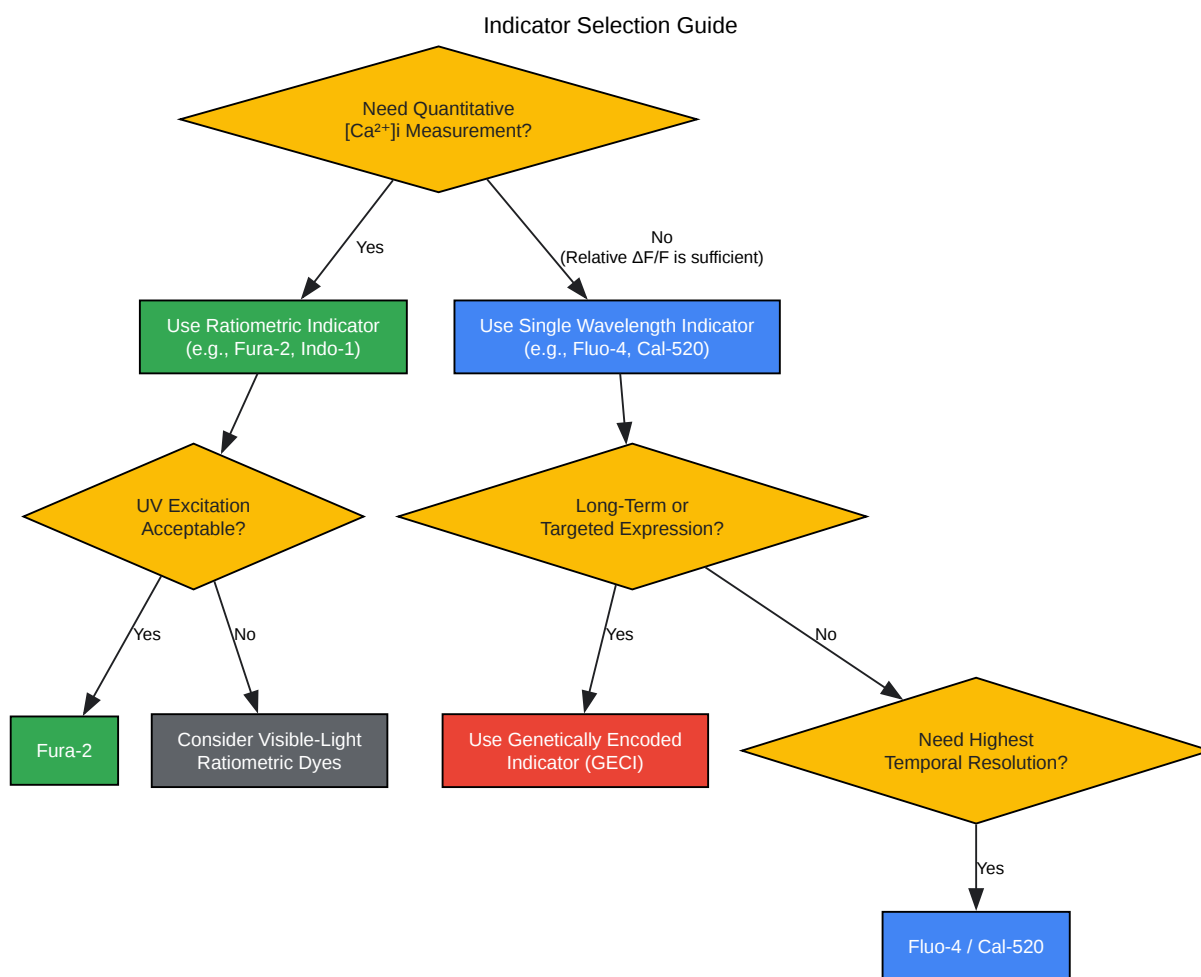 Indicator Selection Guide
Need Quantitative
[Ca²⁺]i Measurement?
Yes
No
(Relative ΔF/F is sufficient)
Use Ratiometric Indicator
(e.g., Fura-2, Indo-1)
Use Single Wavelength Indicator
(e.g., Fluo-4, Cal-520)
UV Excitation
Acceptable?
Long-Term or
Targeted Expression?
Yes
No
Yes
No
Fura-2
Consider Visible-Light
Ratiometric Dyes
Use Genetically Encoded
Indicator (GECI)
Need Highest
Temporal Resolution?
Yes
Fluo-4 / Cal-520